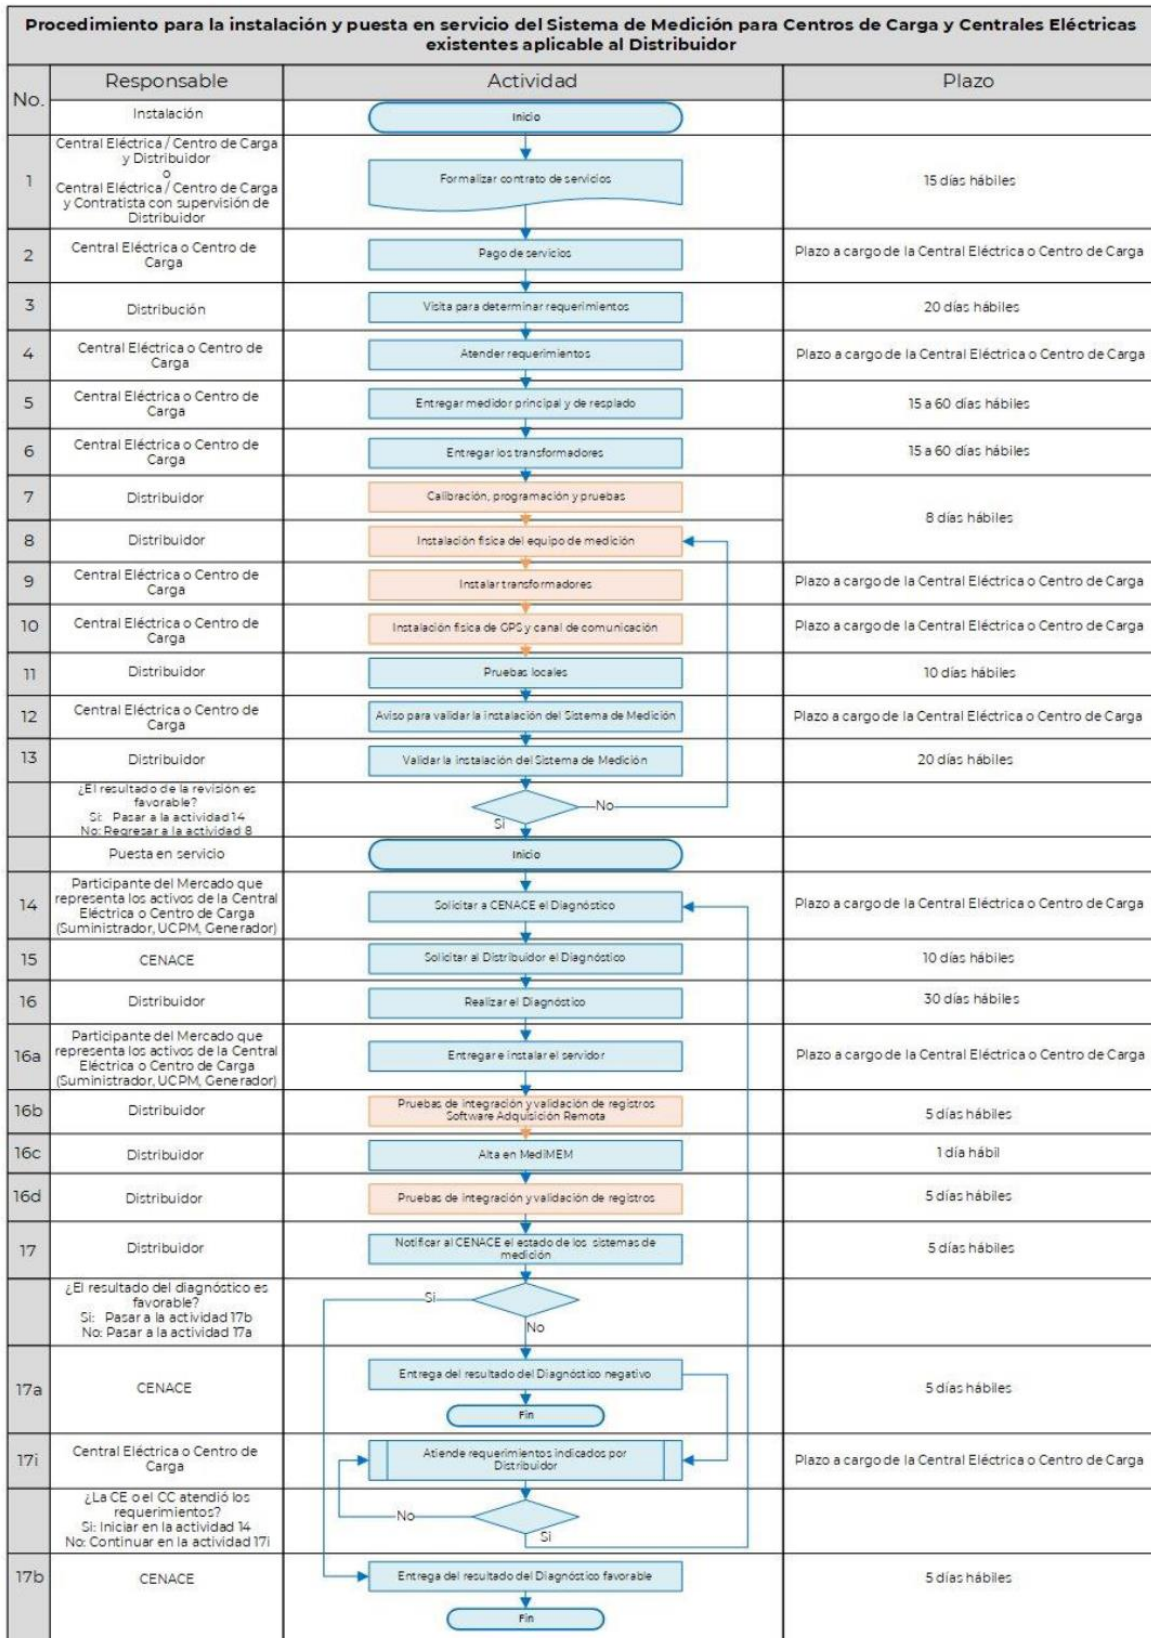 Procedimiento para la instalación y puesta en servicio del Sistema de Medición para Centros de Carga y Centrales Eléctricas
existentes aplicable al Distribuidor
No.
Responsable
Actividad
Plazo
Instalación
Inicio
1
Central Eléctrica / Centro de Carga
y Distribuidor
o
Central Eléctrica / Centro de Carga
y Contratista con supervisión de
Distribuidor
Formalizar contrato de servicios
15 días hábiles
2
Central Eléctrica o Centro de
Carga
Pago de servicios
Plazo a cargo de la Central Eléctrica o Centro de Carga
3
Distribución
Visita para determinar requerimientos
20 días hábiles
4
Central Eléctrica o Centro de
Carga
Atender requerimientos
Plazo a cargo de la Central Eléctrica o Centro de Carga
5
Central Eléctrica o Centro de
Carga
Entregar medidor principal y de resplado
15 a 60 días hábiles
6
Central Eléctrica o Centro de
Carga
Entregar los transformadores
15 a 60 días hábiles
7
Distribuidor
Calibración, programación y pruebas
8 días hábiles
8
Distribuidor
Instalación física del equipo de medición
9
Central Eléctrica o Centro de
Carga
Instalar transformadores
Plazo a cargo de la Central Eléctrica o Centro de Carga
10
Central Eléctrica o Centro de
Carga
Instalación física de GPS y canal de comunicación
Plazo a cargo de la Central Eléctrica o Centro de Carga
11
Distribuidor
Pruebas locales
10 días hábiles
12
Central Eléctrica o Centro de
Carga
Aviso para validar la instalación del Sistema de Medición
Plazo a cargo de la Central Eléctrica o Centro de Carga
13
Distribuidor
Validar la instalación del Sistema de Medición
20 días hábiles
¿El resultado de la revisión es
favorable?
Si: Pasar a la actividad 14
No: Regresar a la actividad 8
No
Si
Puesta en servicio
Inicio
14
Participante del Mercado que
representa los activos de la Central
Eléctrica o Centro de Carga
(Suministrador, UCPM, Generador)
Solicitar a CENACE el Diagnóstico
Plazo a cargo de la Central Eléctrica o Centro de Carga
15
CENACE
Solicitar al Distribuidor el Diagnóstico
10 días hábiles
16
Distribuidor
Realizar el Diagnóstico
30 días hábiles
16a
Participante del Mercado que
representa los activos de la Central
Eléctrica o Centro de Carga
(Suministrador, UCPM, Generador)
Entregar e instalar el servidor
Plazo a cargo de la Central Eléctrica o Centro de Carga
16b
Distribuidor
Pruebas de integración y validación de registros
Software Adquisición Remota
5 días hábiles
16c
Distribuidor
Alta en MediMEM
1 día hábil
16d
Distribuidor
Pruebas de integración y validación de registros
5 días hábiles
17
Distribuidor
Notificar al CENACE el estado de los sistemas de
medición
5 días hábiles
¿El resultado del diagnóstico es
favorable?
Si: Pasar a la actividad 17b
No: Pasar a la actividad 17a
Si
No
17a
CENACE
Entrega del resultado del Diagnóstico negativo
Fin
5 días hábiles
17i
Central Eléctrica o Centro de
Carga
Atiende requerimientos indicados por
Distribuidor
Plazo a cargo de la Central Eléctrica o Centro de Carga
¿La CE o el CC atendió los
requerimientos?
Si: Iniciar en la actividad 14
No: Continuar en la actividad 17i
No
Si
17b
CENACE
Entrega del resultado del Diagnóstico favorable
Fin
5 días hábiles